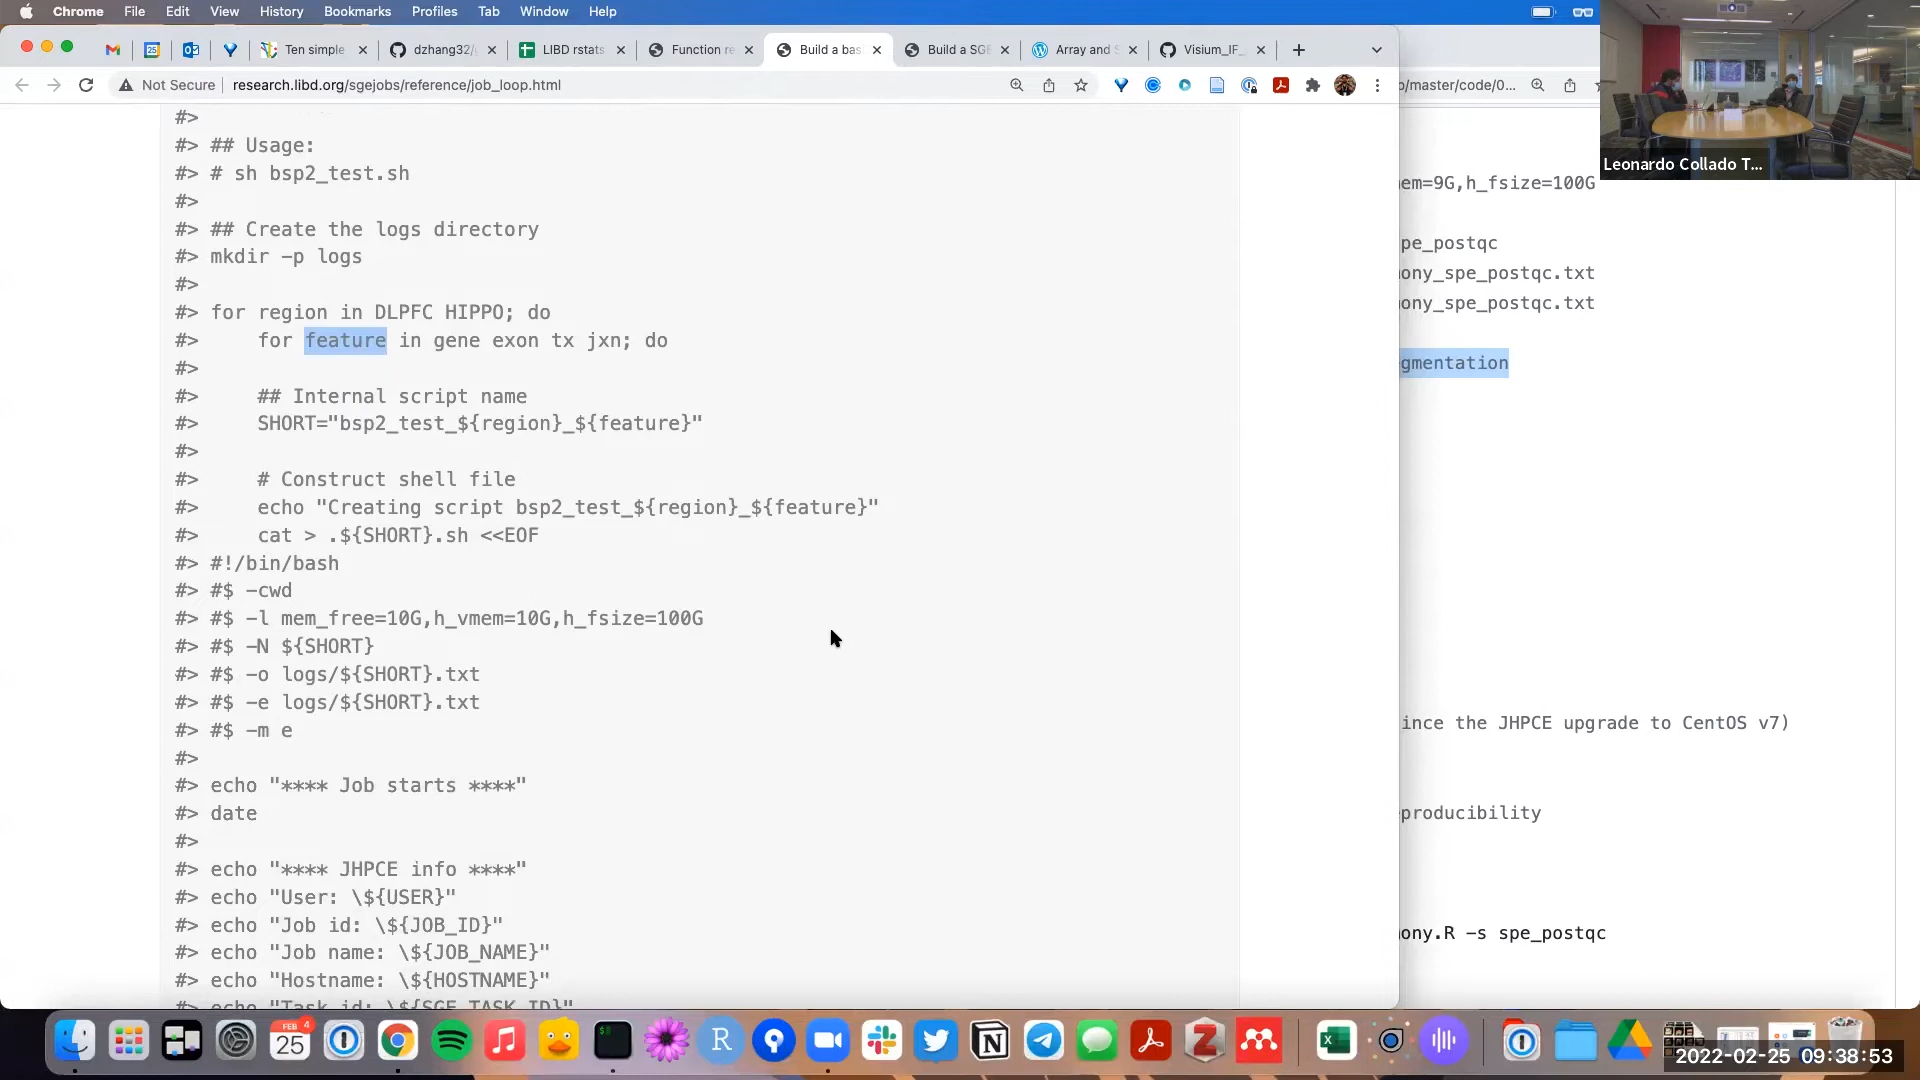 Chrome File Edit View History Bookmarks Profiles Tab Window Help
Ten simple dzhang32/ LIBD rstats Function re Build a bas Build a SGE Array and S Visium_IF_
Not Secure research.libd.org/sgejobs/reference/job_loop.html
o/master/code/0...
#>
#> ## Usage:
#> # sh bsp2_test.sh
#>
#> ## Create the logs directory
#> mkdir -p logs
#>
#> for region in DLPFC HIPPO; do
#>     for feature in gene exon tx jxn; do
#>
#>     ## Internal script name
#>     SHORT="bsp2_test_${region}_${feature}"
#>
#>     # Construct shell file
#>     echo "Creating script bsp2_test_${region}_${feature}"
#>     cat > .${SHORT}.sh <<EOF
#> #!/bin/bash
#> #$ -cwd
#> #$ -l mem_free=10G,h_vmem=10G,h_fsize=100G
#> #$ -N ${SHORT}
#> #$ -o logs/${SHORT}.txt
#> #$ -e logs/${SHORT}.txt
#> #$ -m e
#>
#> echo "**** Job starts ****"
#> date
#>
#> echo "**** JHPCE info ****"
#> echo "User: \${USER}"
#> echo "Job id: \${JOB_ID}"
#> echo "Job name: \${JOB_NAME}"
#> echo "Hostname: \${HOSTNAME}"
#> echo "Task id: \${SGE_TASK_ID}"
Leonardo Collado T...
em=9G,h_fsize=100G
pe_postqc
ony_spe_postqc.txt
ony_spe_postqc.txt
gmentation
ince the JHPCE upgrade to CentOS v7)
producibility
ony.R -s spe_postqc
FEB
25
4
2022-02-25 09:38:53